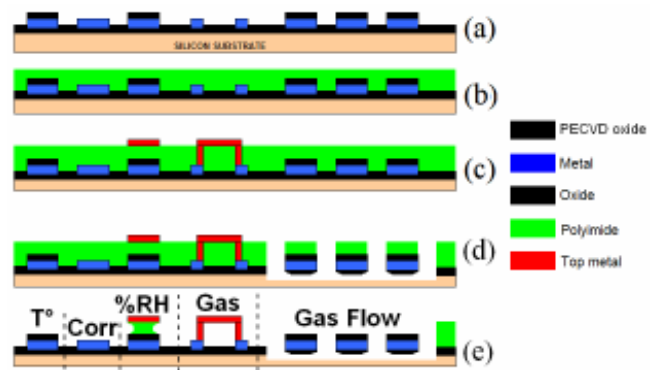 SILICON SUBSTRATE
(a)
(b)
(c)
(d)
PECVD oxide
Metal
Oxide
Polyimide
Top metal
T°
Corr
%RH
Gas
Gas Flow
(e)